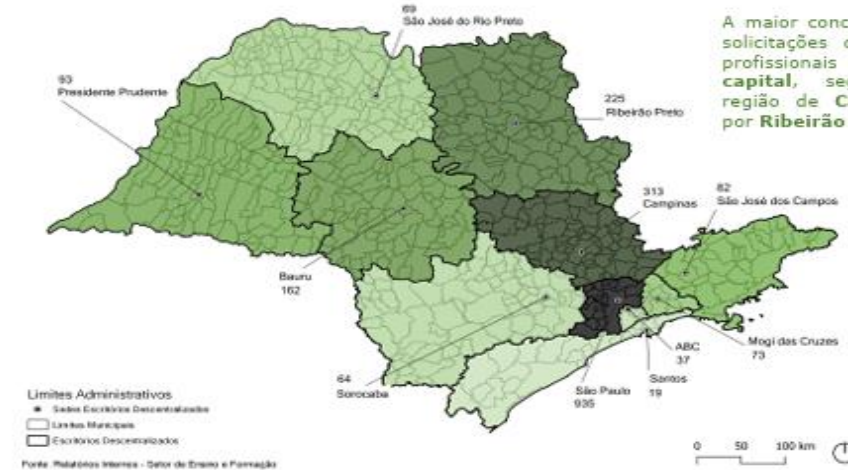 69
São José do Rio Preto
93
Presidente Prudente
225
Ribeirão Preto
A maior conc
solicitações
profissionais
capital, se
região de C
por Ribeirão
313
Campinas
82
São José dos Campos
Bauru
162
64
Sorocaba
São Paulo
935
Santos
19
ABC
37
Mogi das Cruzes
73
Limites Administrativos
Sedes Escritórios Descentralizados
Limites Municipais
Escritórios Descentralizados
Fonte: Relatórios Internos - Setor de Ensino e Formação
0 50 100 km